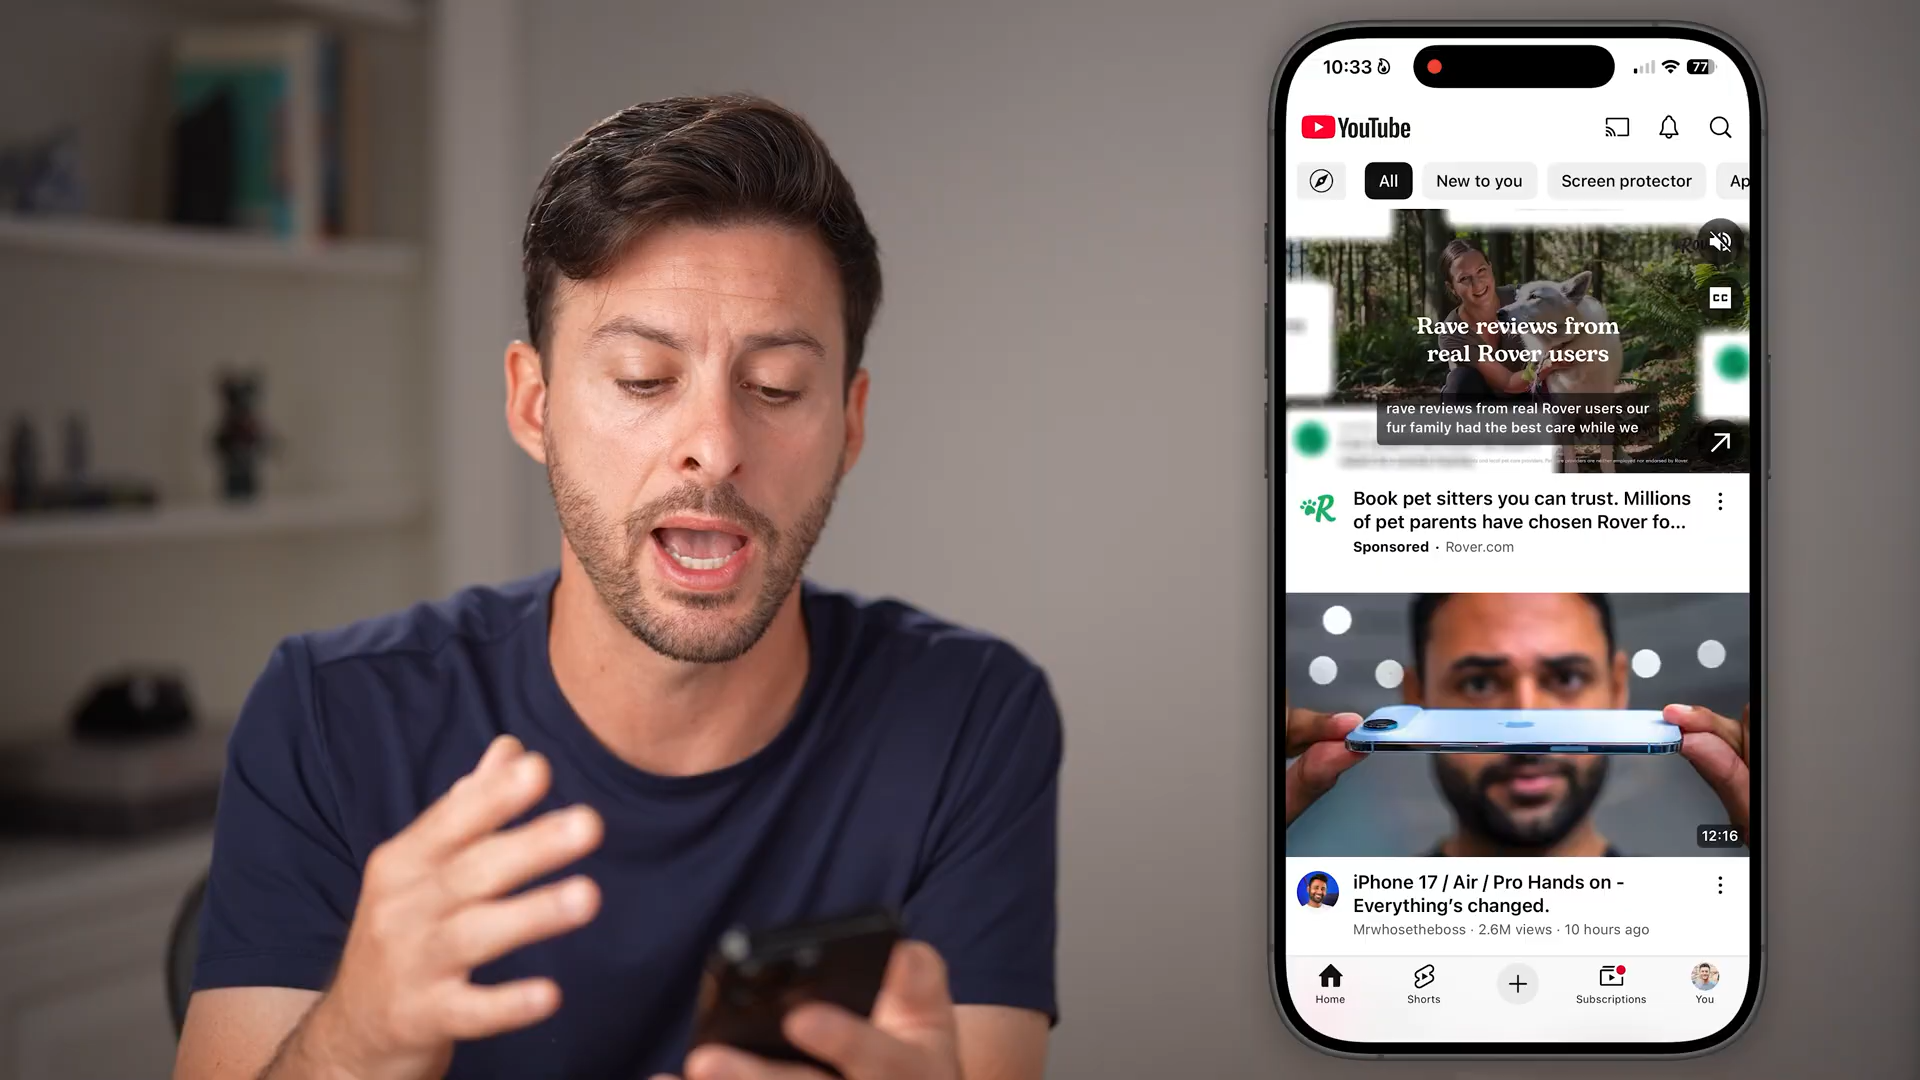 10:33
77
YouTube
All
New to you
Screen protector
Ap
Rave reviews from
real Rover users
CC
rave reviews from real Rover users our
fur family had the best care while we
R
Book pet sitters you can trust. Millions
of pet parents have chosen Rover fo...
Sponsored · Rover.com
12:16
iPhone 17 / Air / Pro Hands on -
Everything's changed.
Mrwhosetheboss · 2.6M views · 10 hours ago
Home
Shorts
Subscriptions
You